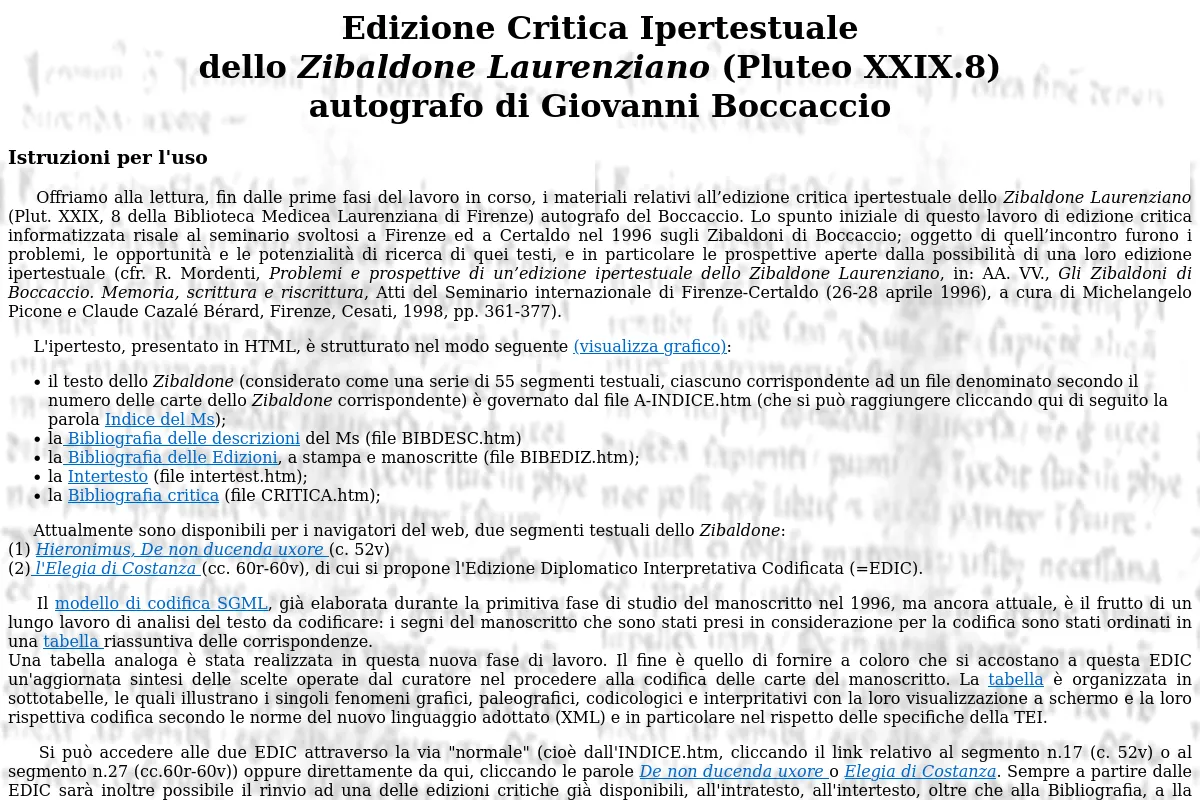 Edizione Critica Ipertestuale
dello Zibaldone Laurenziano (Pluteo XXIX.8)
autografo di Giovanni Boccaccio
Istruzioni per l'uso
Offriamo alla lettura, fin dalle prime fasi del lavoro in corso, i materiali relativi all’edizione critica ipertestuale dello Zibaldone Laurenziano
(Plut. XXIX, 8 della Biblioteca Medicea Laurenziana di Firenze) autografo del Boccaccio. Lo spunto iniziale di questo lavoro di edizione critica
informatizzata risale al seminario svoltosi a Firenze ed a Certaldo nel 1996 sugli Zibaldoni di Boccaccio; oggetto di quell’incontro furono i
problemi, le opportunità e le potenzialità di ricerca di quei testi, e in particolare le prospettive aperte dalla possibilità di una loro edizione
ipertestuale (cfr. R. Mordenti, Problemi e prospettive di un’edizione ipertestuale dello Zibaldone Laurenziano, in: AA. VV., Gli Zibaldoni di
Boccaccio. Memoria, scrittura e riscrittura, Atti del Seminario internazionale di Firenze-Certaldo (26-28 aprile 1996), a cura di Michelangelo
Picone e Claude Cazalé Bérard, Firenze, Cesati, 1998, pp. 361-377).
L'ipertesto, presentato in HTML, è strutturato nel modo seguente (visualizza grafico):
• il testo dello Zibaldone (considerato come una serie di 55 segmenti testuali, ciascuno corrispondente ad un file denominato secondo il
numero delle carte dello Zibaldone corrispondente) è governato dal file A-INDICE.htm (che si può raggiungere cliccando qui di seguito la
parola Indice del Ms);
• la Bibliografia delle descrizioni del Ms (file BIBDESC.htm)
• la Bibliografia delle Edizioni, a stampa e manoscritte (file BIBEDIZ.htm);
• la Intertesto (file intertest.htm);
• la Bibliografia critica (file CRITICA.htm);
Attualmente sono disponibili per i navigatori del web, due segmenti testuali dello Zibaldone:
(1) Hieronimus, De non ducenda uxore (c. 52v)
(2) l'Elegia di Costanza (cc. 60r-60v), di cui si propone l'Edizione Diplomatico Interpretativa Codificata (=EDIC).
Il modello di codifica SGML, già elaborata durante la primitiva fase di studio del manoscritto nel 1996, ma ancora attuale, è il frutto di un
lungo lavoro di analisi del testo da codificare: i segni del manoscritto che sono stati presi in considerazione per la codifica sono stati ordinati in
una tabella riassuntiva delle corrispondenze.
Una tabella analoga è stata realizzata in questa nuova fase di lavoro. Il fine è quello di fornire a coloro che si accostano a questa EDIC
un'aggiornata sintesi delle scelte operate dal curatore nel procedere alla codifica delle carte del manoscritto. La tabella è organizzata in
sottotabelle, le quali illustrano i singoli fenomeni grafici, paleografici, codicologici e interpritativi con la loro visualizzazione a schermo e la loro
rispettiva codifica secondo le norme del nuovo linguaggio adottato (XML) e in particolare nel rispetto delle specifiche della TEI.
Si può accedere alle due EDIC attraverso la via "normale" (cioè dall'INDICE.htm, cliccando il link relativo al segmento n.17 (c. 52v) o al
segmento n.27 (cc.60r-60v)) oppure direttamente da qui, cliccando le parole De non ducenda uxore o Elegia di Costanza. Sempre a partire dalle
EDIC sarà inoltre possibile il rinvio ad una delle edizioni critiche già disponibili, all'intratesto, all'intertesto, oltre che alla Bibliografia, a lla